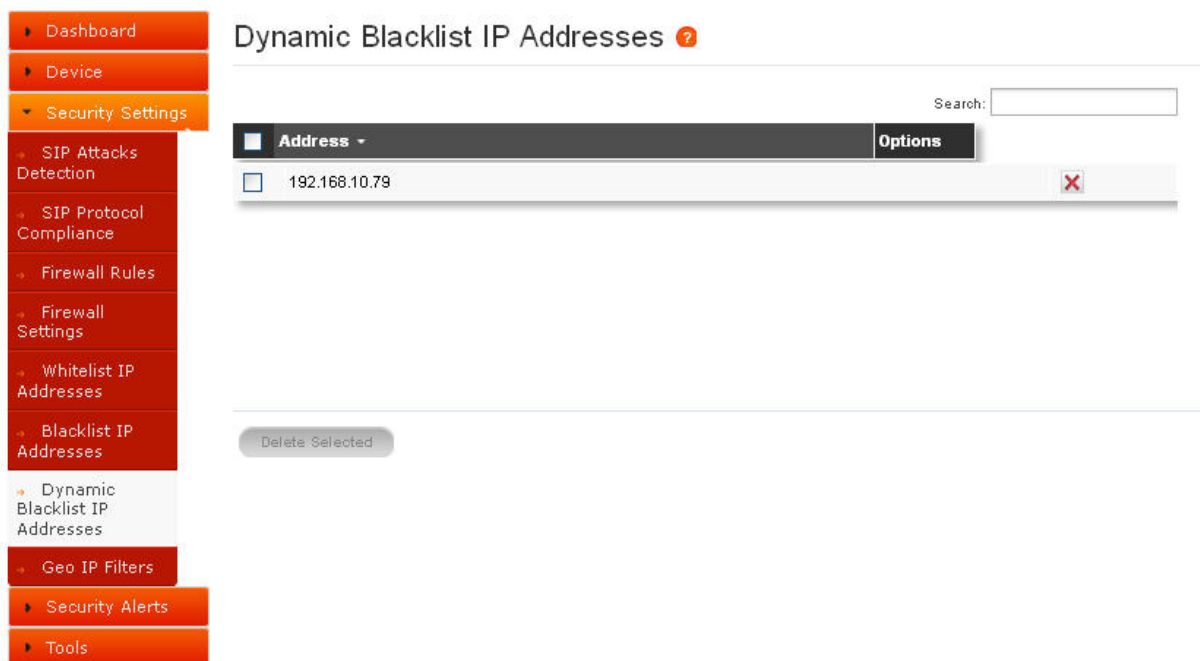 Dashboard
Device
Security Settings
SIP Attacks
Detection
SIP Protocol
Compliance
Firewall Rules
Firewall
Settings
Whitelist IP
Addresses
Blacklist IP
Addresses
Dynamic
Blacklist IP
Addresses
Geo IP Filters
Security Alerts
Tools
Dynamic Blacklist IP Addresses ?
Search:
Address Options
192.168.10.79
Delete Selected